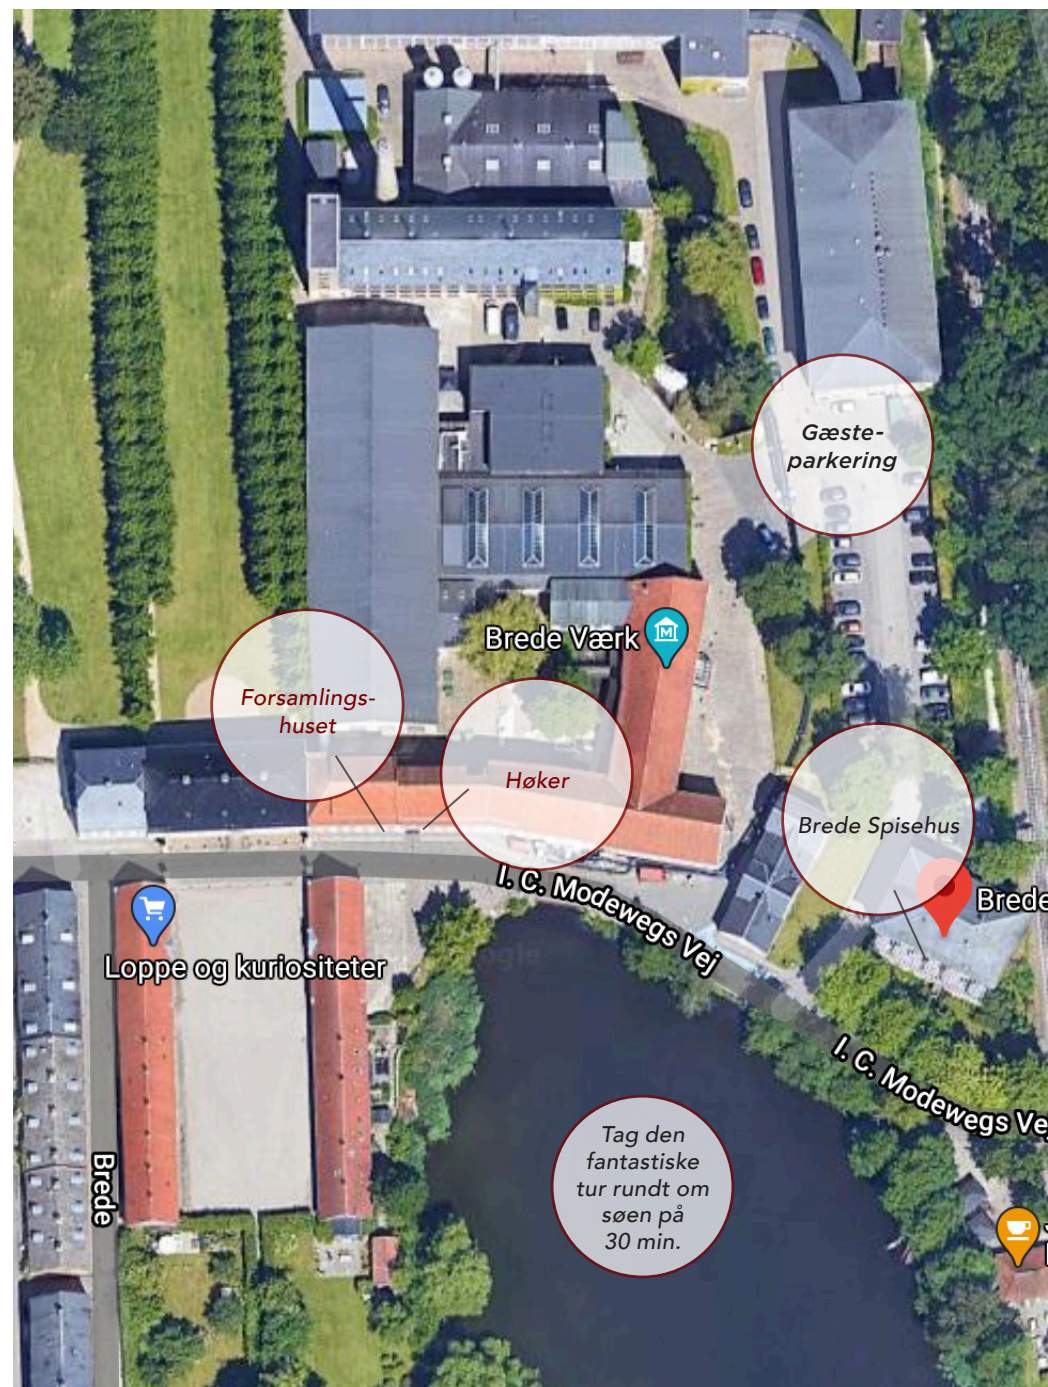 Gæste-
parkering
Brede Værk
M
Forsamlings-
huset
Høker
Brede Spisehus
Brede
I. C. Modewegs Vej
Loppe og kuriositeter
I. C. Modewegs Vej
Brede
Tag den
fantastiske
tur rundt om
søen på
30 min.